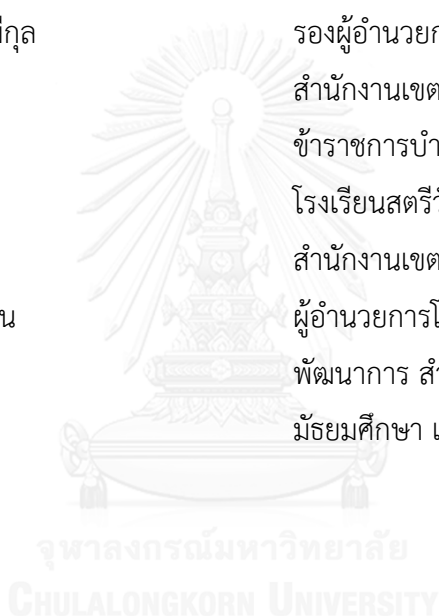 รองผู้อำนวยก
สำนักงานเขต
ข้าราชการบำ
โรงเรียนสตรีวั
สำนักงานเขต
ผู้อำนวยการโ
พัฒนาการ สำ
มัธยมศึกษา เ
จุฬาลงกรณ์มหาวิทยาลัย
CHULALONGKORN UNIVERSITY